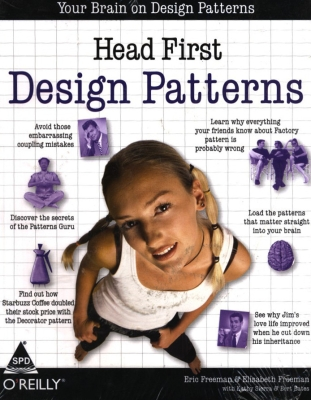 Your Brain on Design Patterns
Head First
Design Patterns
Avoid those
embarrassing
coupling mistakes
Learn why everything
your friends know about Factory
pattern is
probably wrong
Discover the secrets
of the Patterns Guru
Load the patterns
that matter straight
into your brain
Find out how
Starbuzz Coffee doubled
their stock price with
the Decorator pattern
See why Jim's
love life improved
when he cut down
his inheritance
SPD
O'REILLY
Eric Freeman & Elisabeth Freeman
with Kathy Sierra & Bert Bates